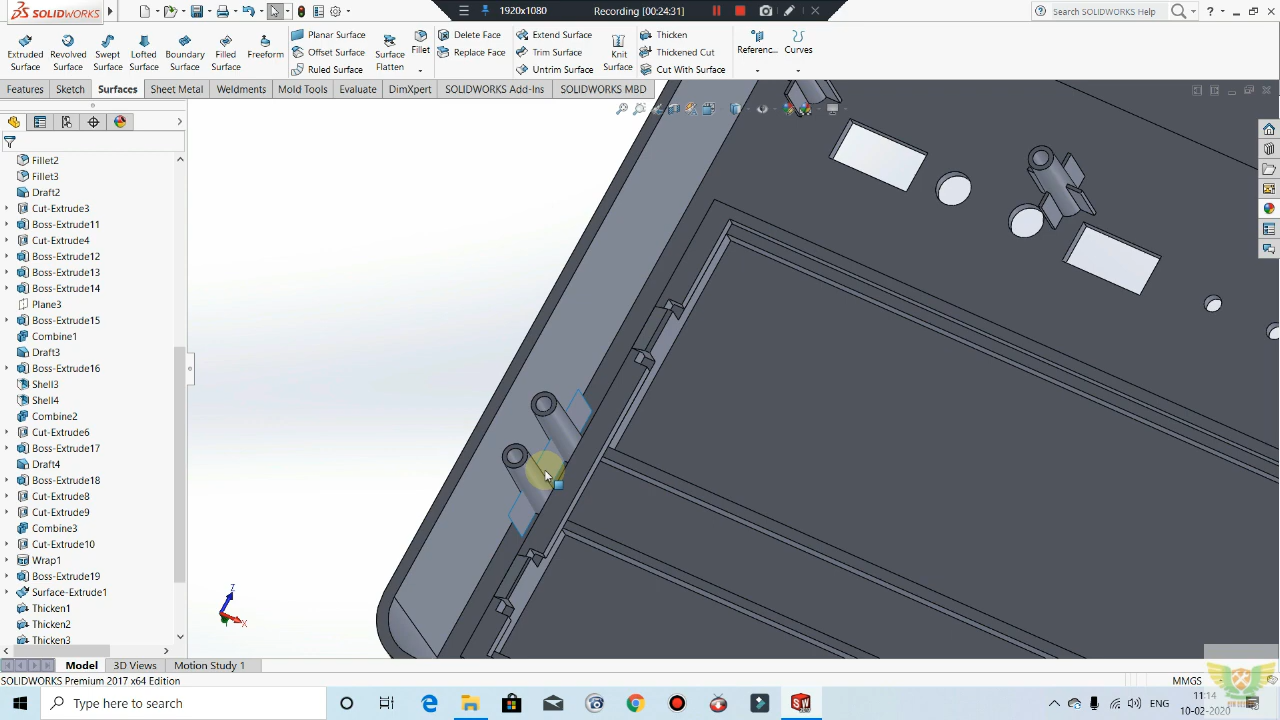 SOLIDWORKS
1920x1080
Recording [00:24:31]
Search SOLIDWORKS Help
Extruded Surface
Revolved Surface
Swept Surface
Lofted Surface
Boundary Surface
Filled Surface
Freeform
Planar Surface
Offset Surface
Ruled Surface
Surface Flatten
Fillet
Delete Face
Replace Face
Extend Surface
Trim Surface
Untrim Surface
Knit Surface
Thicken
Thickened Cut
Cut With Surface
Referenc...
Curves
Features
Sketch
Surfaces
Sheet Metal
Weldments
Mold Tools
Evaluate
DimXpert
SOLIDWORKS Add-Ins
SOLIDWORKS MBD
Fillet2
Fillet3
Draft2
Cut-Extrude3
Boss-Extrude11
Cut-Extrude4
Boss-Extrude12
Boss-Extrude13
Boss-Extrude14
Plane3
Boss-Extrude15
Combine1
Draft3
Boss-Extrude16
Shell3
Shell4
Combine2
Cut-Extrude6
Boss-Extrude17
Draft4
Boss-Extrude18
Cut-Extrude8
Cut-Extrude9
Combine3
Cut-Extrude10
Wrap1
Boss-Extrude19
Surface-Extrude1
Thicken1
Thicken2
Thicken3
Z
X
Model
3D Views
Motion Study 1
SOLIDWORKS Premium 2017 x64 Edition
MMGS
Type here to search
ENG
11:14
10-02-2020